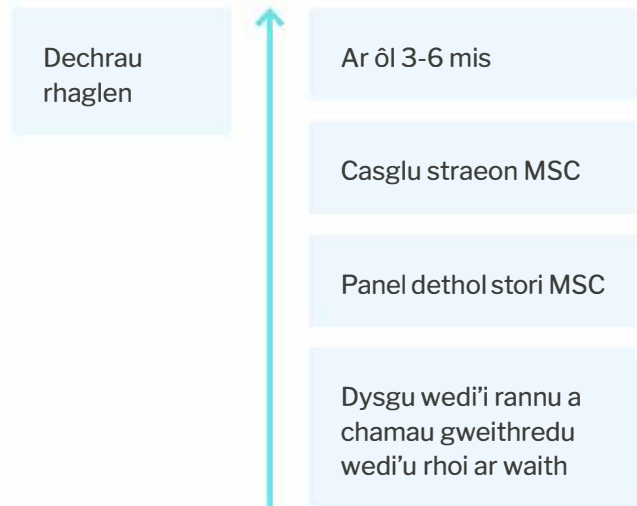 Dechrau
rhaglen
Ar ôl 3-6 mis
Casglu straeon MSC
Panel dethol stori MSC
Dysgu wedi'i rannu a
chamau gweithredu
wedi'u rhoi ar waith